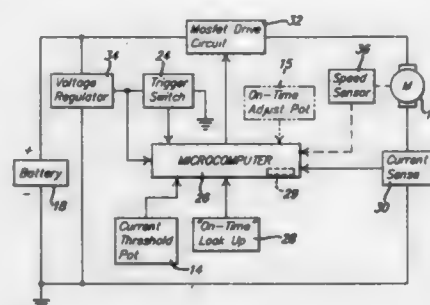 Mosfet Drive
Circuit
32
34
24
15
36
Voltage
Regulator
Trigger
Switch
On-Time
Adjust Pot
Speed
Sensor
M
+
Battery
-
18
MICROCOMPUTER
26
29
Current
Sense
30
Current
Threshold
Pot
14
"On-Time"
Look Up
28